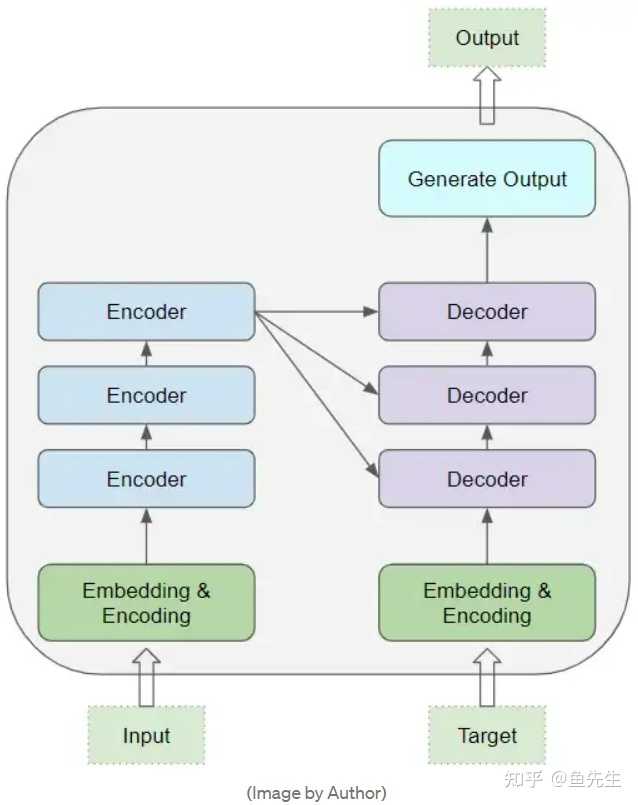 Output
Generate Output
Encoder
Decoder
Encoder
Decoder
Encoder
Decoder
Embedding &
Encoding
Embedding &
Encoding
Input
Target
知乎 @鱼先生
(Image by Author)